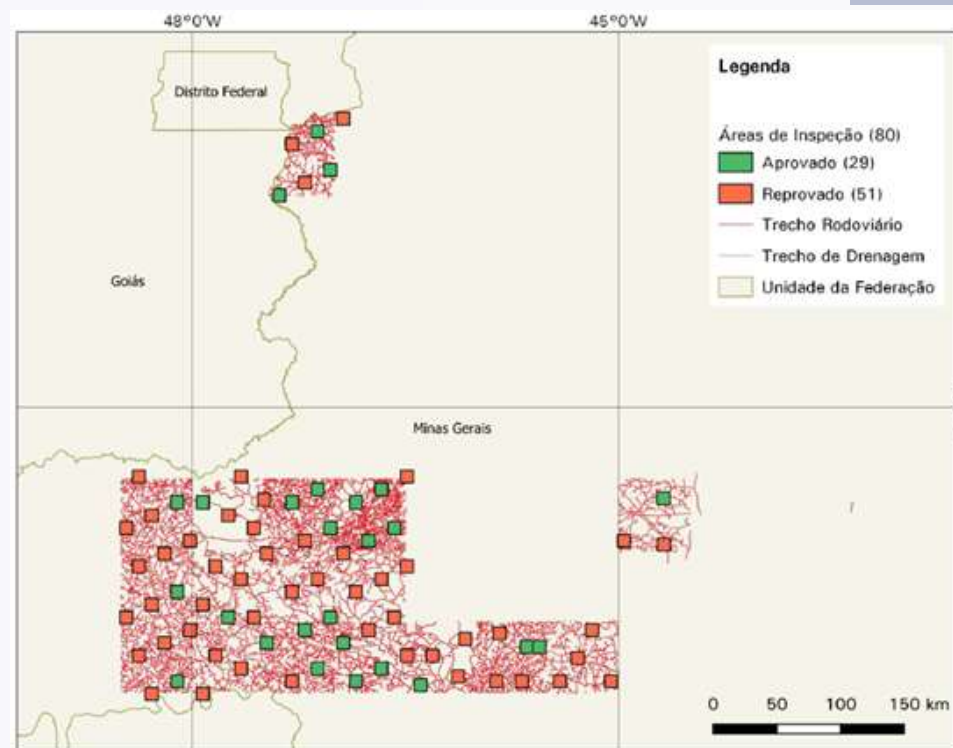 48°0'W
45°0'W
Legenda
Distrito Federal
Áreas de Inspeção (80)
Aprovado (29)
Reprovado (51)
Trecho Rodoviário
Trecho de Drenagem
Unidade da Federação
Goiás
Minas Gerais
0 50 100 150 km